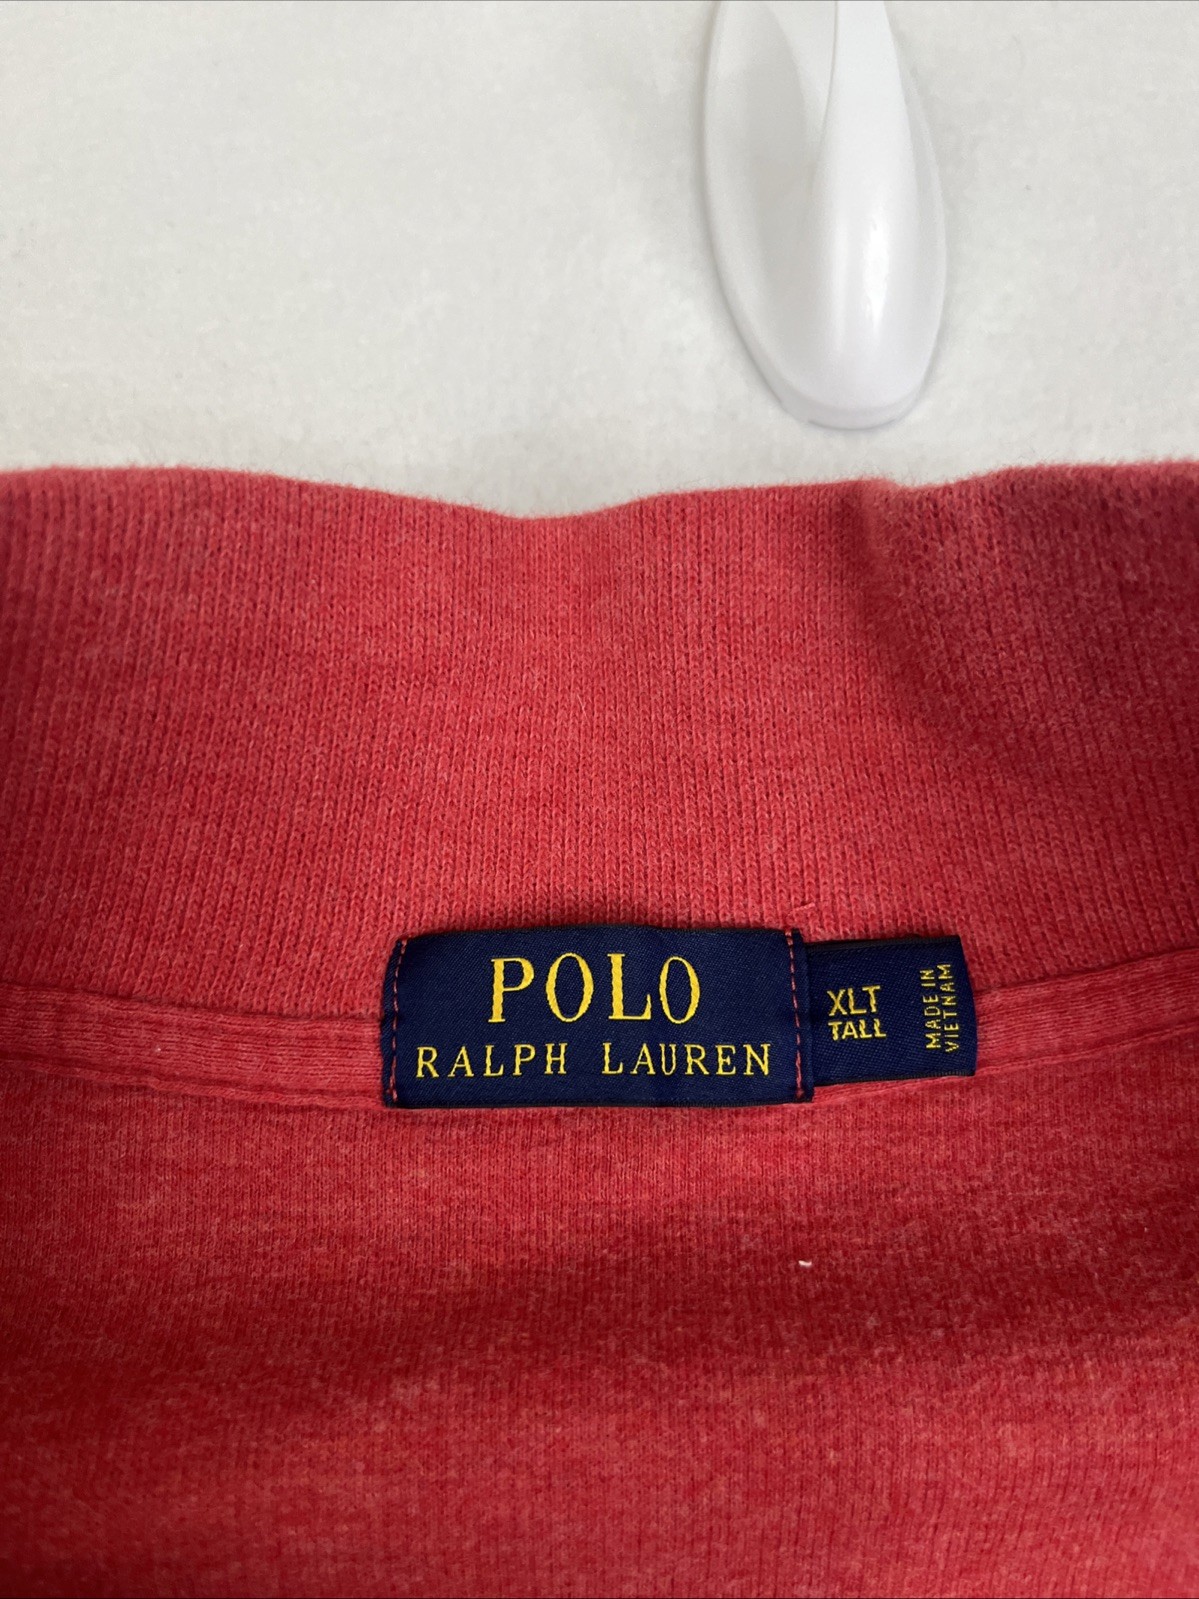 POLO
RALPH LAUREN
XLT
TALL
MADE IN
VIETNAM